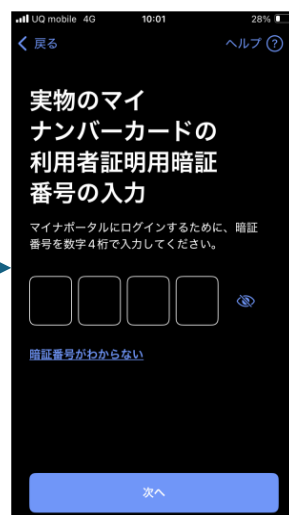 UQ mobile 4G 10:01 28%
戻る ヘルプ ?
実物のマイ
ナンバーカードの
利用者証明用暗証
番号の入力
マイナポータルにログインするために、暗証
番号を数字4桁で入力してください。
暗証番号がわからない
次へ